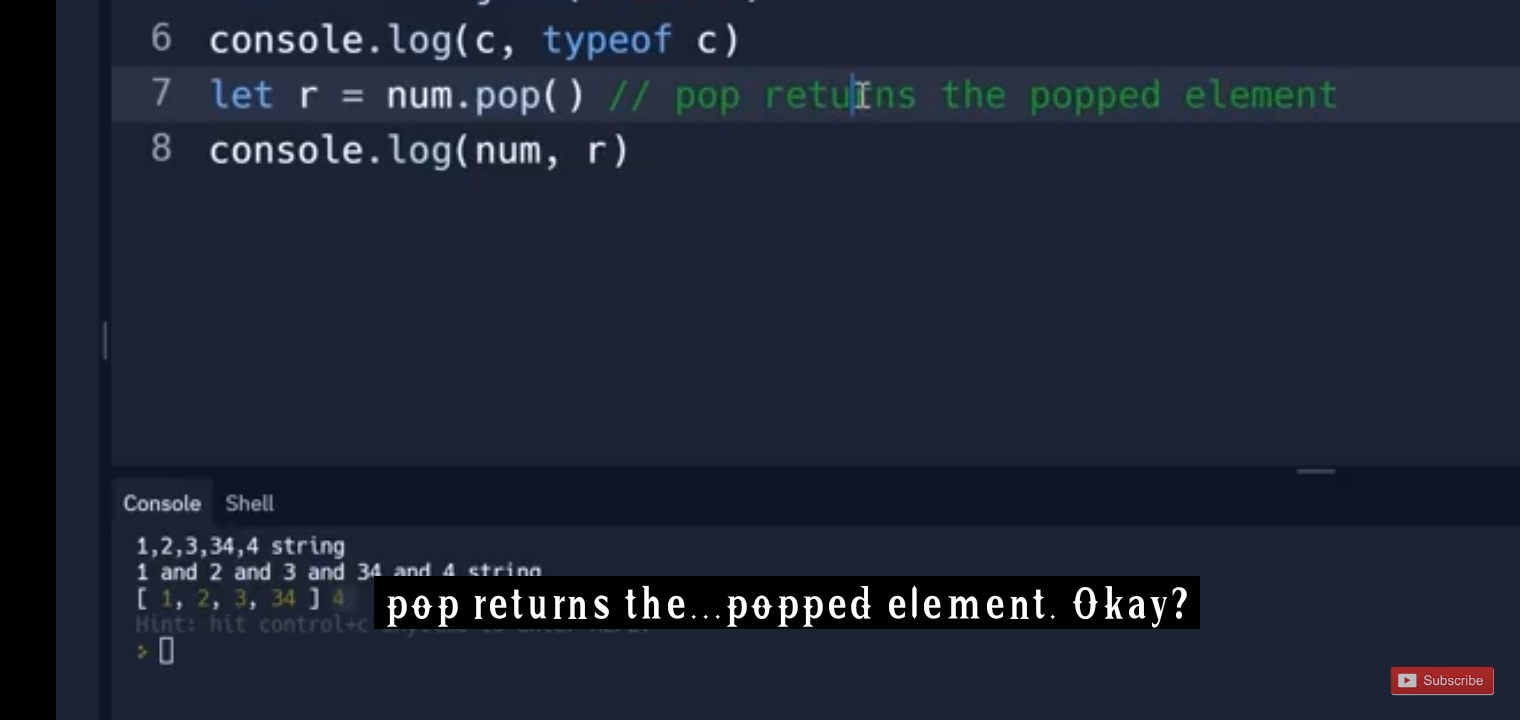 6 console.log(c, typeof c)
7 let r = num.pop() // pop returns the popped element
8 console.log(num, r)
Console Shell
1,2,3,34,4 string
1 and 2 and 3 and 34 and 4 string
[ 1, 2, 3, 34 ] 4
pop returns the...popped element. Okay?
Hint: hit control+c
>
Subscribe